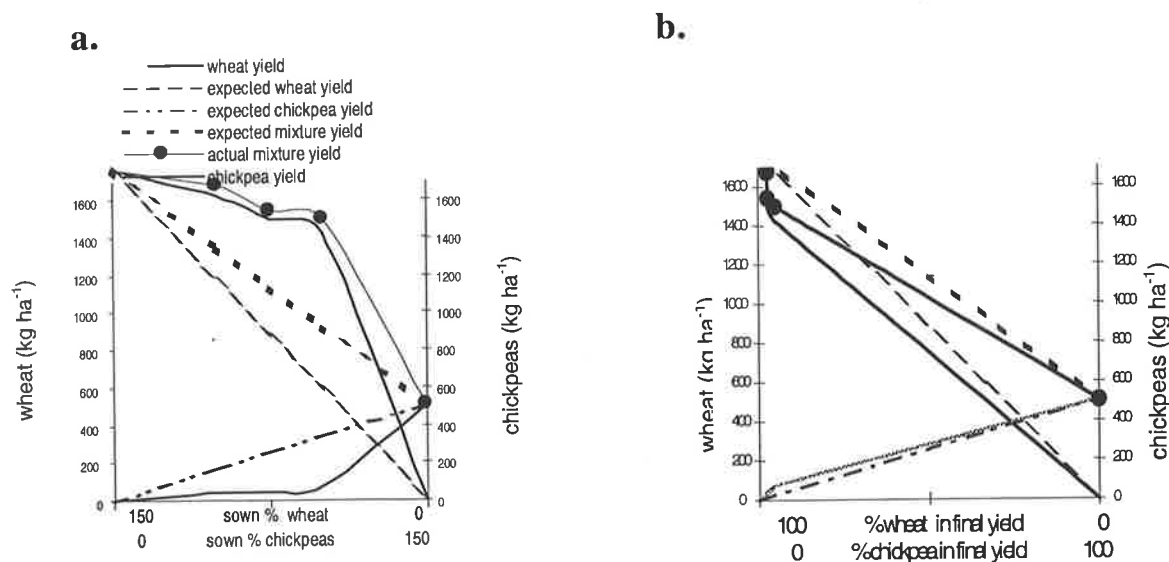 a.
wheat yield
expected wheat yield
expected chickpea yield
expected mixture yield
actual mixture yield
chickpea yield
1600
1400
1200
1000
800
600
400
200
0
wheat (kg ha⁻¹)
1600
1400
1200
1000
800
600
400
200
0
chickpeas (kg ha⁻¹)
150 sown % wheat 0
0 sown % chickpeas 150
b.
1600
1400
1200
1000
800
600
400
200
0
wheat (kg ha⁻¹)
1600
1400
1200
1000
800
600
400
200
0
chickpeas (kg ha⁻¹)
100 %wheat in final yield 0
0 %chickpea in final yield 100